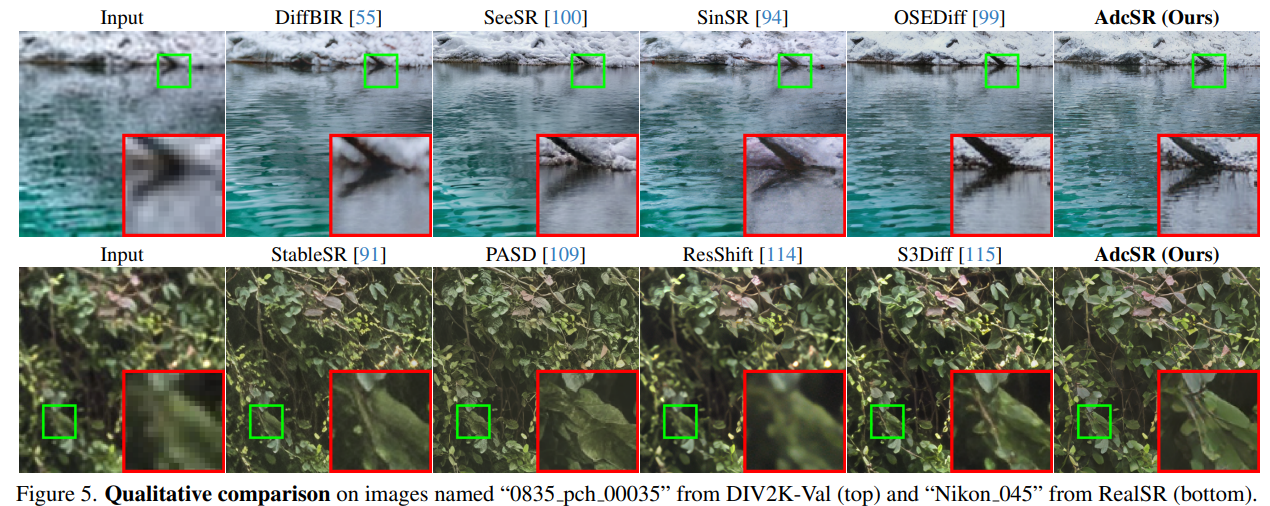 Input DiffBIR [55] SeeSR [100] SinSR [94] OSEDiff [99] AdcSR (Ours)
Input StableSR [91] PASD [109] ResShift [114] S3Diff [115] AdcSR (Ours)
Figure 5. Qualitative comparison on images named “0835_pch_00035” from DIV2K-Val (top) and “Nikon_045” from RealSR (bottom).